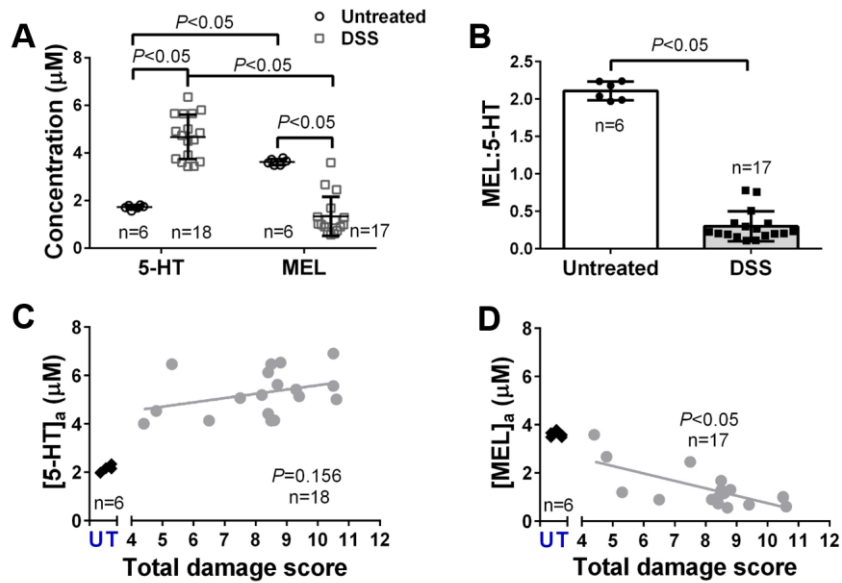 A
Untreated
DSS
P<0.05
P<0.05
P<0.05
P<0.05
Concentration (µM)
8
6
4
2
0
n=6
n=18
n=6
n=17
5-HT
MEL
B
P<0.05
MEL:5-HT
2.5
2.0
1.5
1.0
0.5
0.0
n=6
n=17
Untreated
DSS
C
[5-HT]a (µM)
8
6
4
2
0
n=6
P=0.156
n=18
UT
4 5 6 7 8 9 10 11 12
Total damage score
D
[MEL]a (µM)
8
6
4
2
0
n=6
P<0.05
n=17
UT
4 5 6 7 8 9 10 11 12
Total damage score